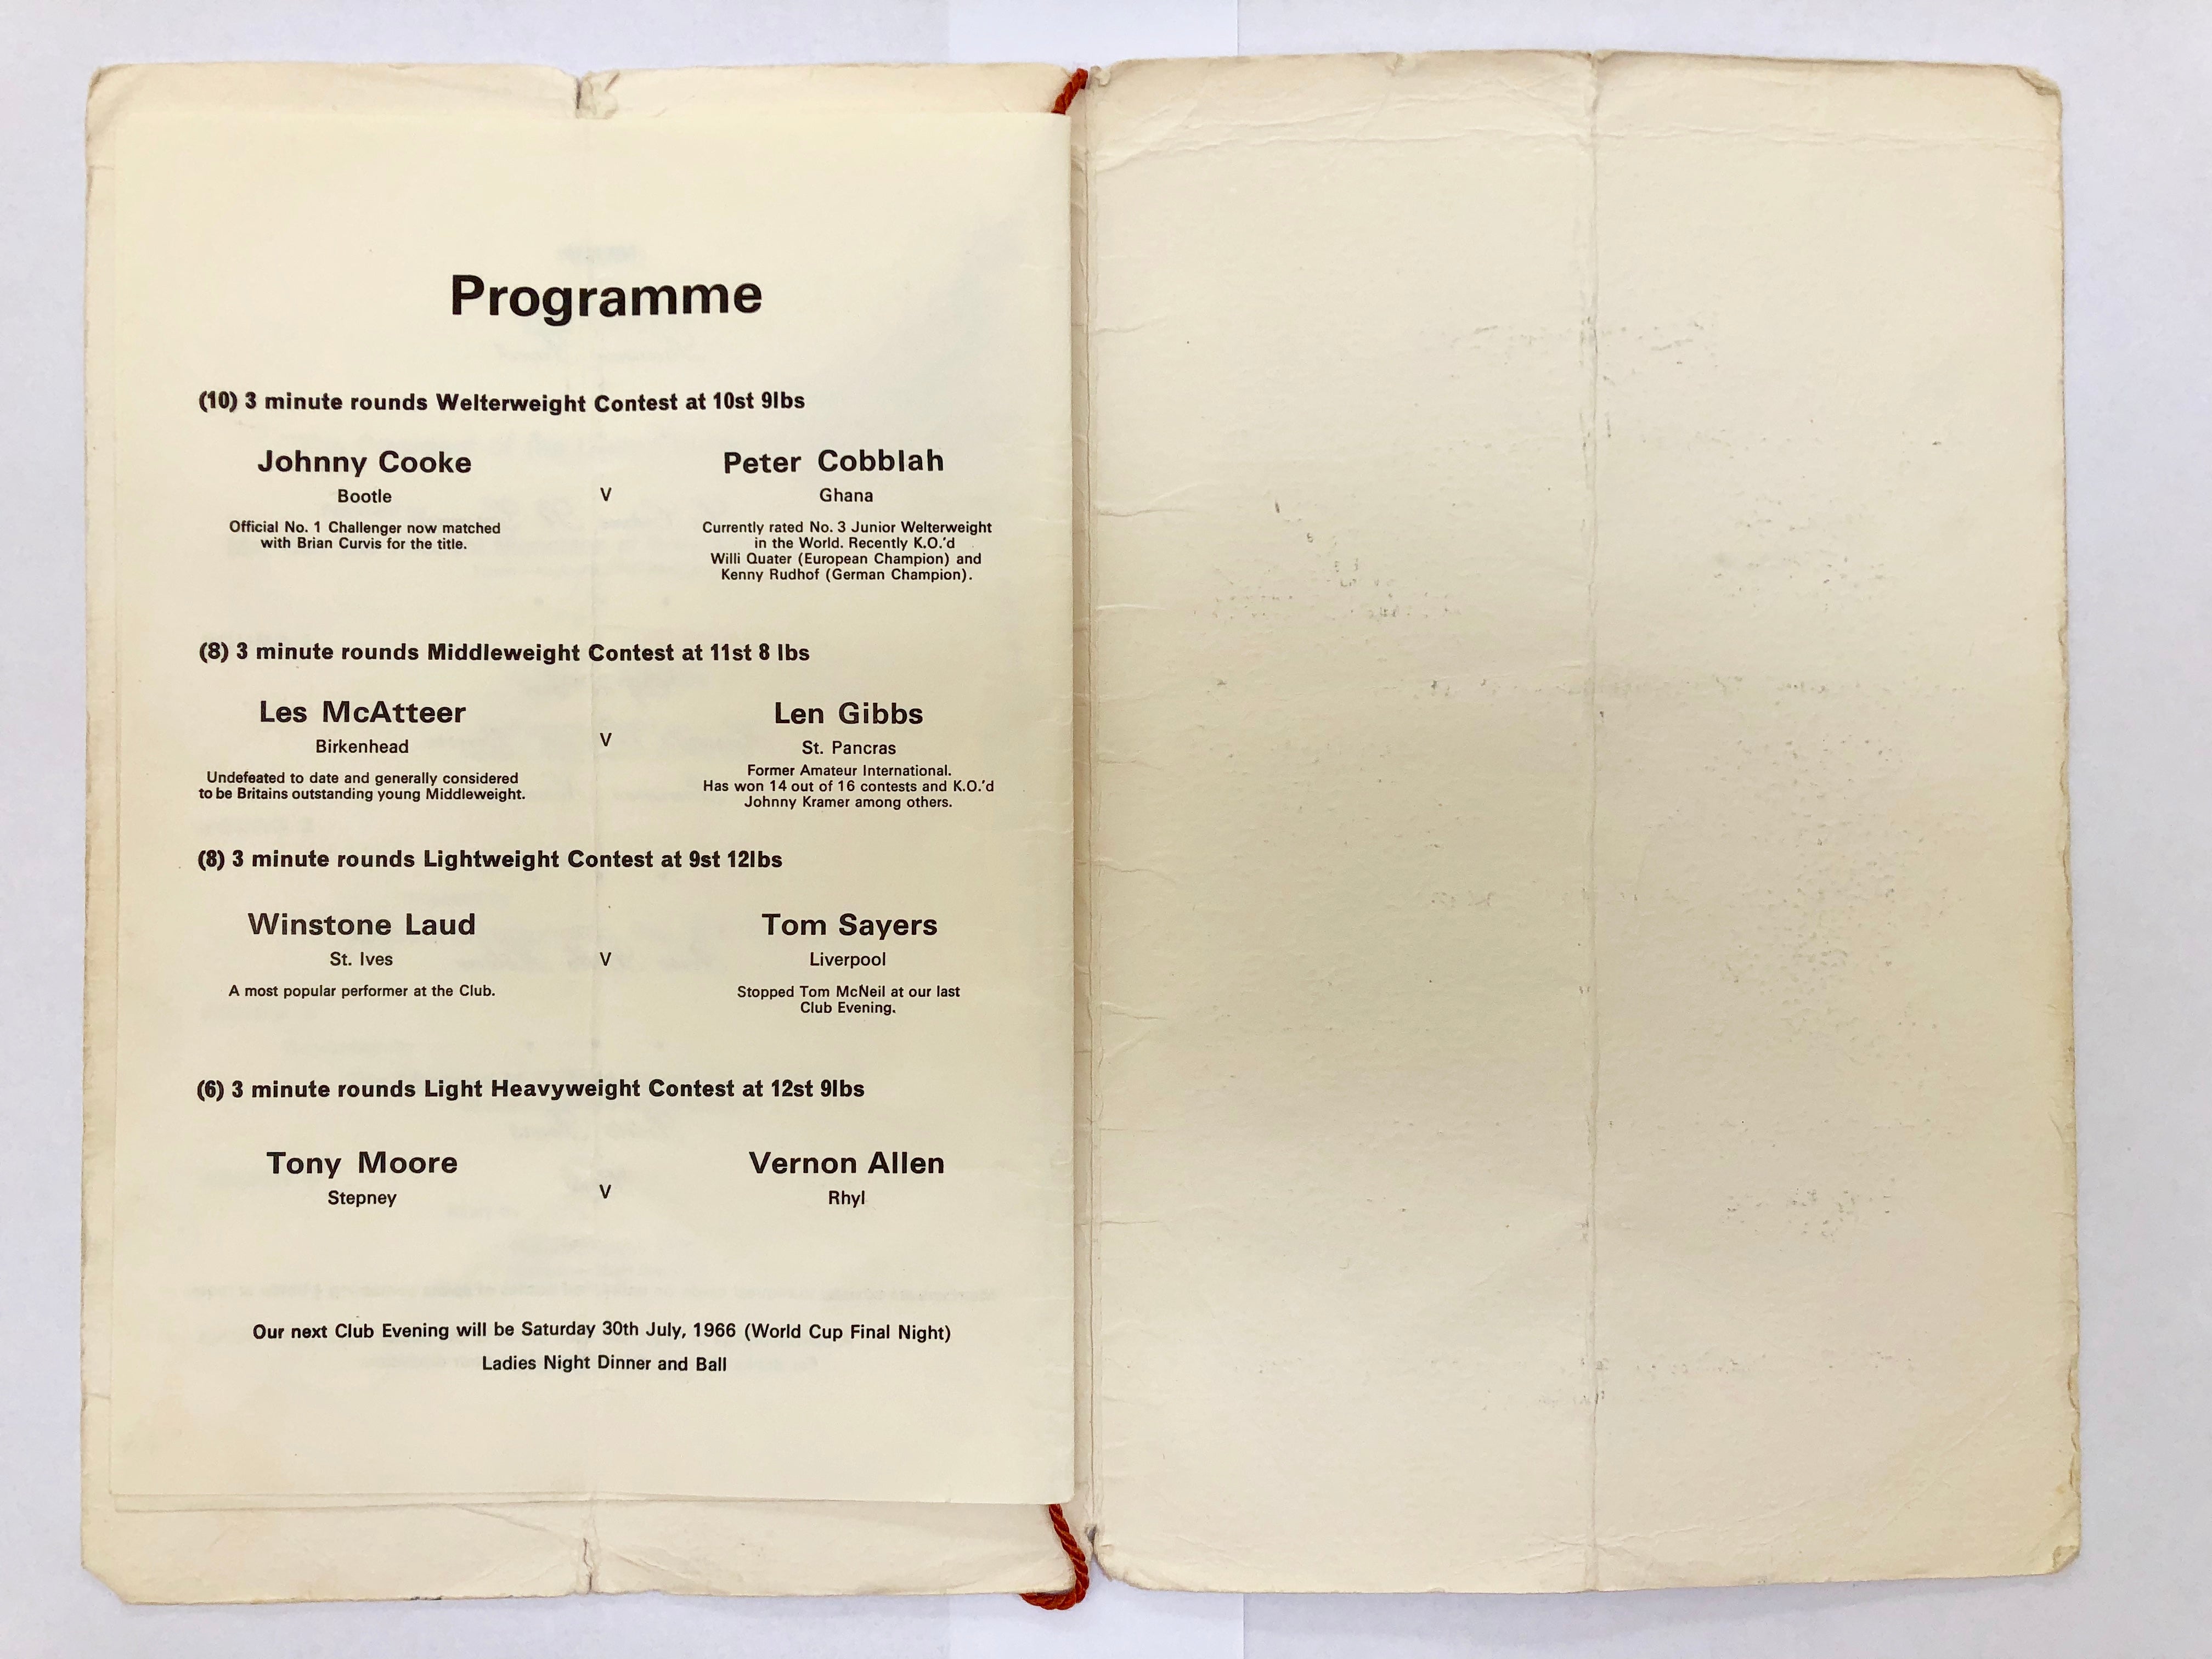 Programme
(10) 3 minute rounds Welterweight Contest at 10st 9lbs
Johnny Cooke
Bootle
Official No. 1 Challenger now matched
with Brian Curvis for the title.
V
Peter Cobblah
Ghana
Currently rated No. 3 Junior Welterweight
in the World. Recently K.O.'d
Willi Quater (European Champion) and
Kenny Rudhof (German Champion).
(8) 3 minute rounds Middleweight Contest at 11st 8 lbs
Les McAtteer
Birkenhead
Undefeated to date and generally considered
to be Britains outstanding young Middleweight.
V
Len Gibbs
St. Pancras
Former Amateur International.
Has won 14 out of 16 contests and K.O.'d
Johnny Kramer among others.
(8) 3 minute rounds Lightweight Contest at 9st 12lbs
Winstone Laud
St. Ives
A most popular performer at the Club.
V
Tom Sayers
Liverpool
Stopped Tom McNeil at our last
Club Evening.
(6) 3 minute rounds Light Heavyweight Contest at 12st 9lbs
Tony Moore
Stepney
V
Vernon Allen
Rhyl
Our next Club Evening will be Saturday 30th July, 1966 (World Cup Final Night)
Ladies Night Dinner and Ball